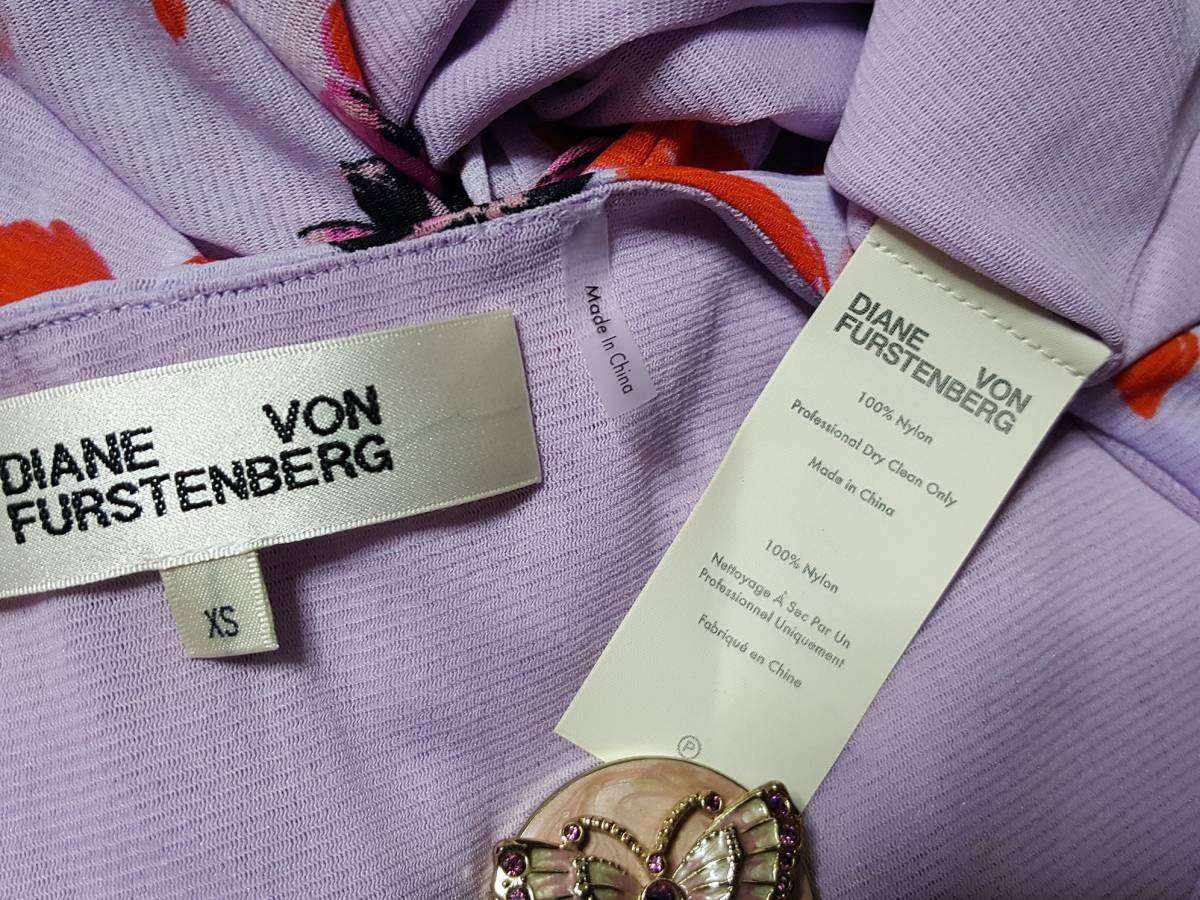 DIANE VON
FURSTENBERG
XS
Made In China
DIANE VON
FURSTENBERG
100% Nylon
Professional Dry Clean Only
Made in China
100% Nylon
Nettoyage À Sec Par Un
Professionnel Uniquement
Fabriqué en Chine
P